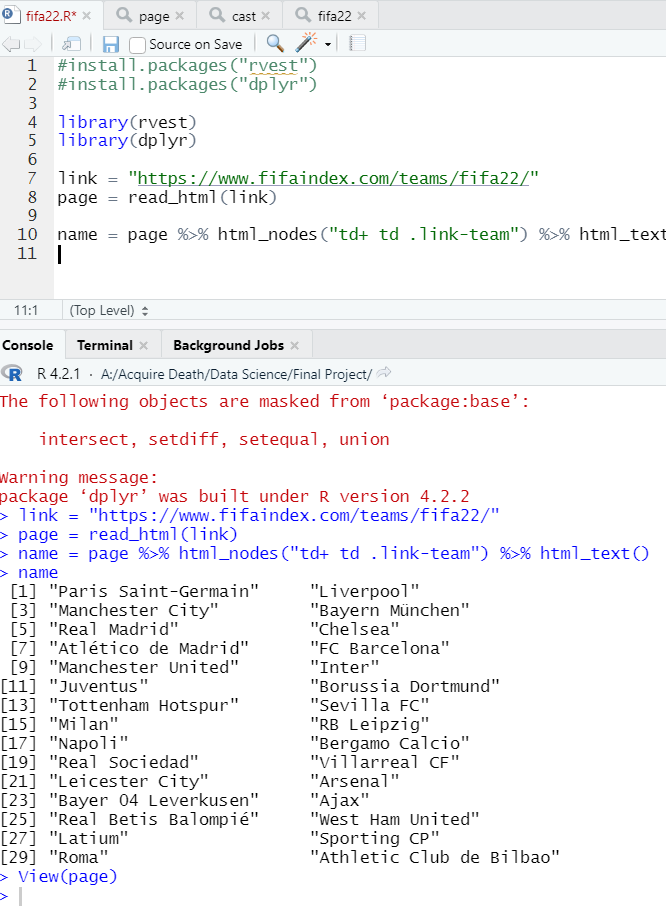 fifa22.R* × page × cast × fifa22 ×
Source on Save
1 #install.packages("rvest")
2 #install.packages("dplyr")
3
4 library(rvest)
5 library(dplyr)
6
7 link = "https://www.fifaindex.com/teams/fifa22/"
8 page = read_html(link)
9
10 name = page %>% html_nodes("td+ td .link-team") %>% html_text
11
11:1 (Top Level)
Console Terminal × Background Jobs ×
R 4.2.1 · A:/Acquire Death/Data Science/Final Project/
The following objects are masked from ‘package:base’:
intersect, setdiff, setequal, union
Warning message:
package ‘dplyr’ was built under R version 4.2.2
> link = "https://www.fifaindex.com/teams/fifa22/"
> page = read_html(link)
> name = page %>% html_nodes("td+ td .link-team") %>% html_text()
> name
[1] "Paris Saint-Germain" "Liverpool"
[3] "Manchester City" "Bayern München"
[5] "Real Madrid" "Chelsea"
[7] "Atlético de Madrid" "FC Barcelona"
[9] "Manchester United" "Inter"
[11] "Juventus" "Borussia Dortmund"
[13] "Tottenham Hotspur" "Sevilla FC"
[15] "Milan" "RB Leipzig"
[17] "Napoli" "Bergamo Calcio"
[19] "Real Sociedad" "Villarreal CF"
[21] "Leicester City" "Arsenal"
[23] "Bayer 04 Leverkusen" "Ajax"
[25] "Real Betis Balompié" "West Ham United"
[27] "Latium" "Sporting CP"
[29] "Roma" "Athletic Club de Bilbao"
> View(page)
>